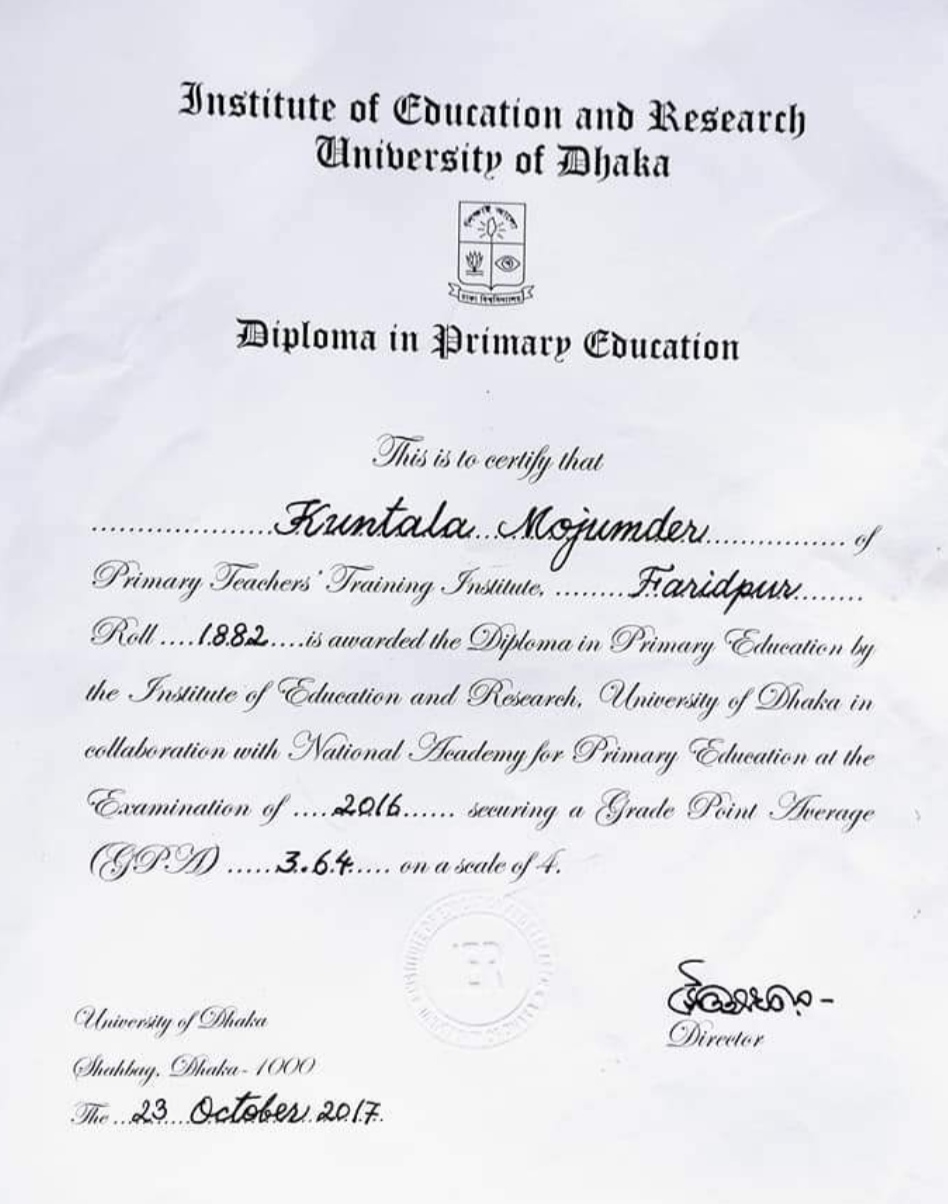 Institute of Education and Research
University of Dhaka
শিক্ষাই আলো
ঢাকা বিশ্ববিদ্যালয়
Diploma in Primary Education
This is to certify that
....................Kuntala...Mojumder................ of
Primary Teachers' Training Institute, .........Faridpur........
Roll ....1882....is awarded the Diploma in Primary Education by
the Institute of Education and Research, University of Dhaka in
collaboration with National Academy for Primary Education at the
Examination of ....2016...... securing a Grade Point Average
(GPA) .....3.64..... on a scale of 4.
IER
Director
University of Dhaka
Shahbag, Dhaka-1000
The ..23....October..2017.